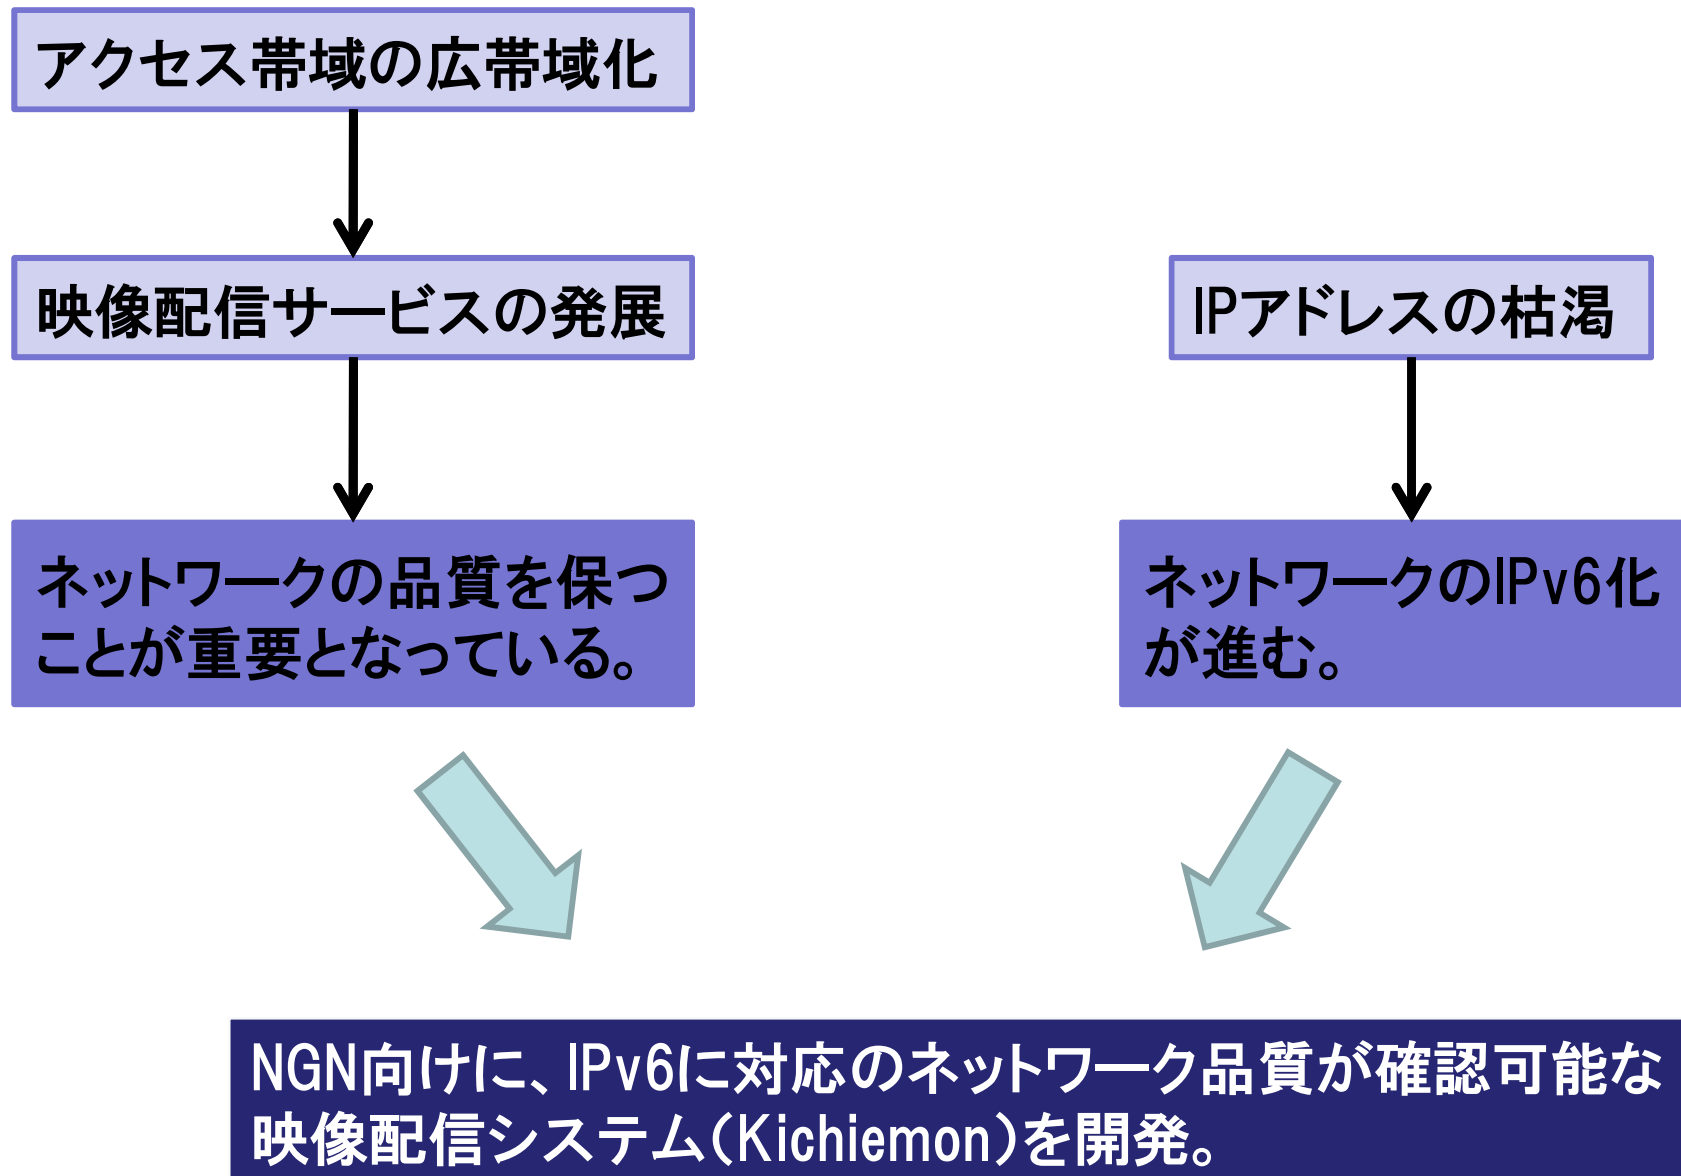 アクセス帯域の広帯域化
映像配信サービスの発展
IPアドレスの枯渇
ネットワークの品質を保つ
ことが重要となっている。
ネットワークのIPv6化
が進む。
NGN向けに、IPv6に対応のネットワーク品質が確認可能な
映像配信システム(Kichiemon)を開発。